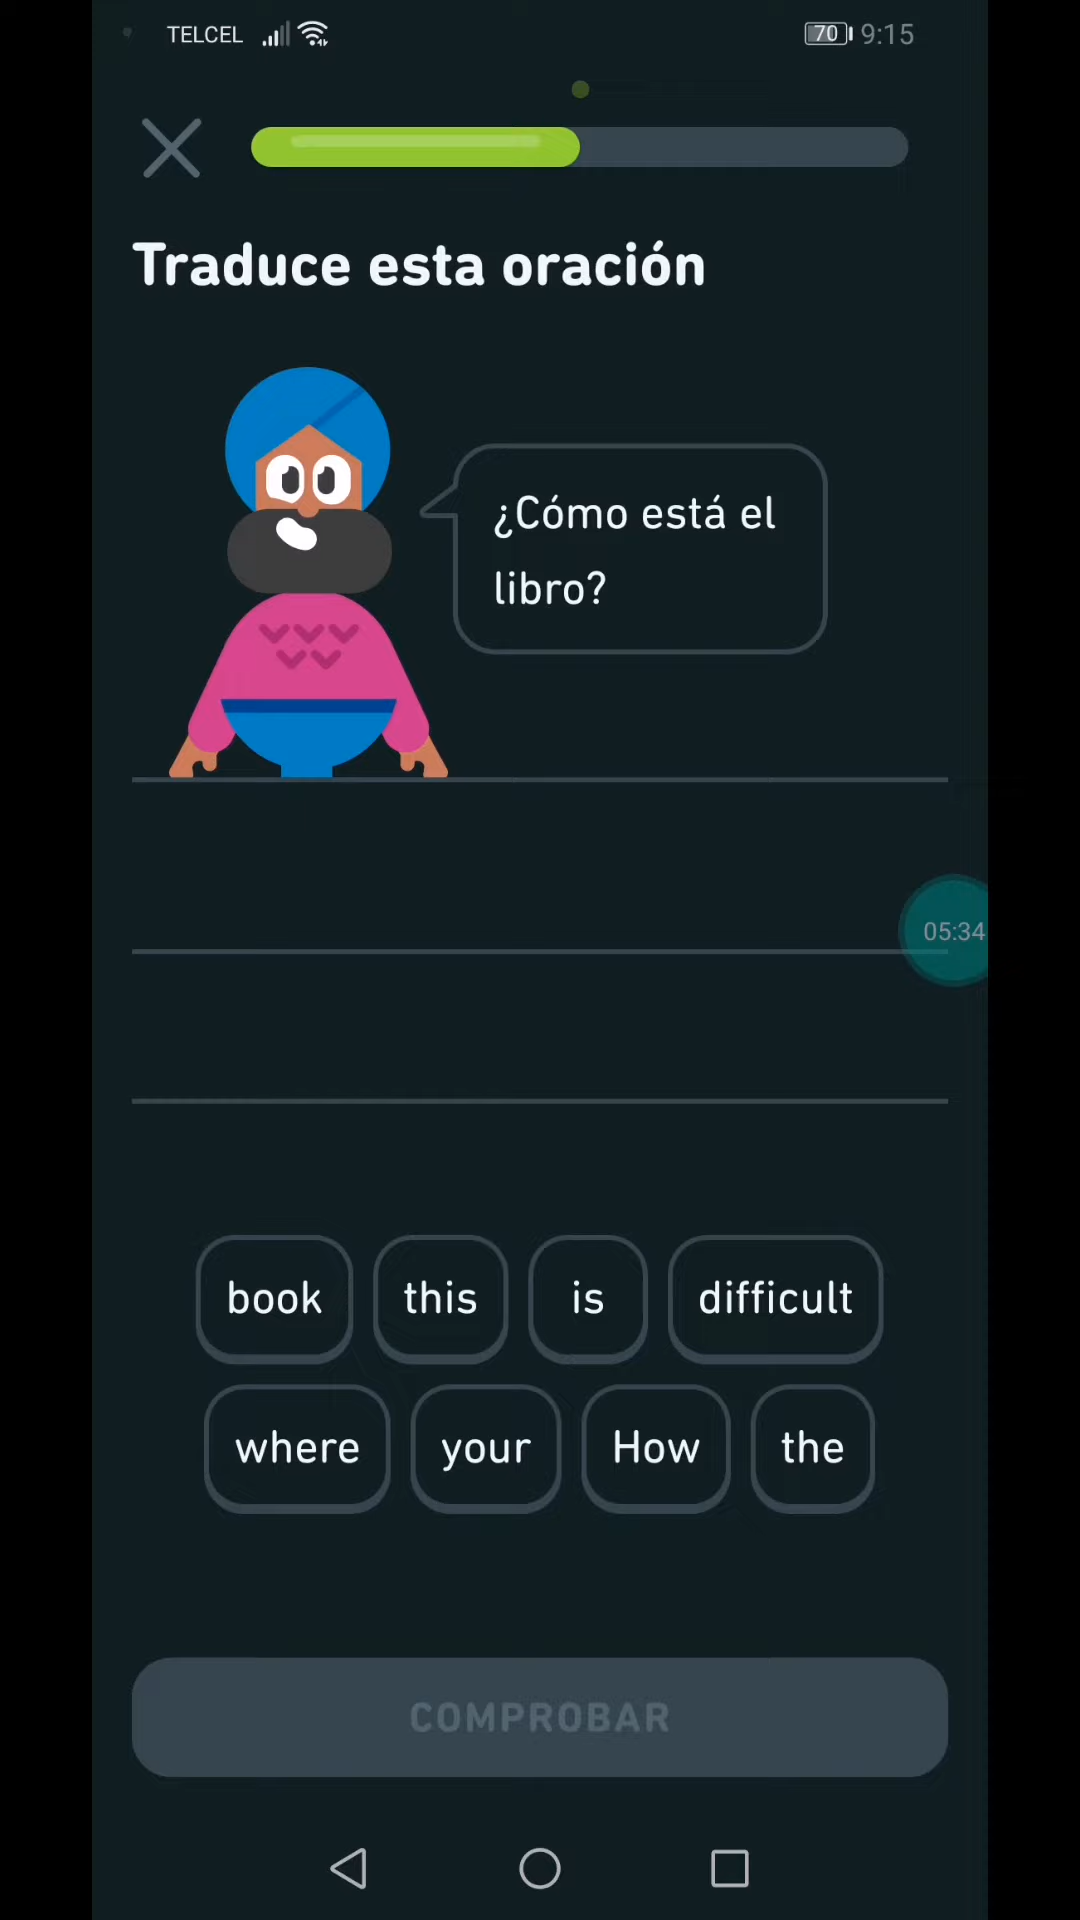 TELCEL 70 9:15
Traduce esta oración
¿Cómo está el
libro?
05:34
book this is difficult
where your How the
COMPROBAR